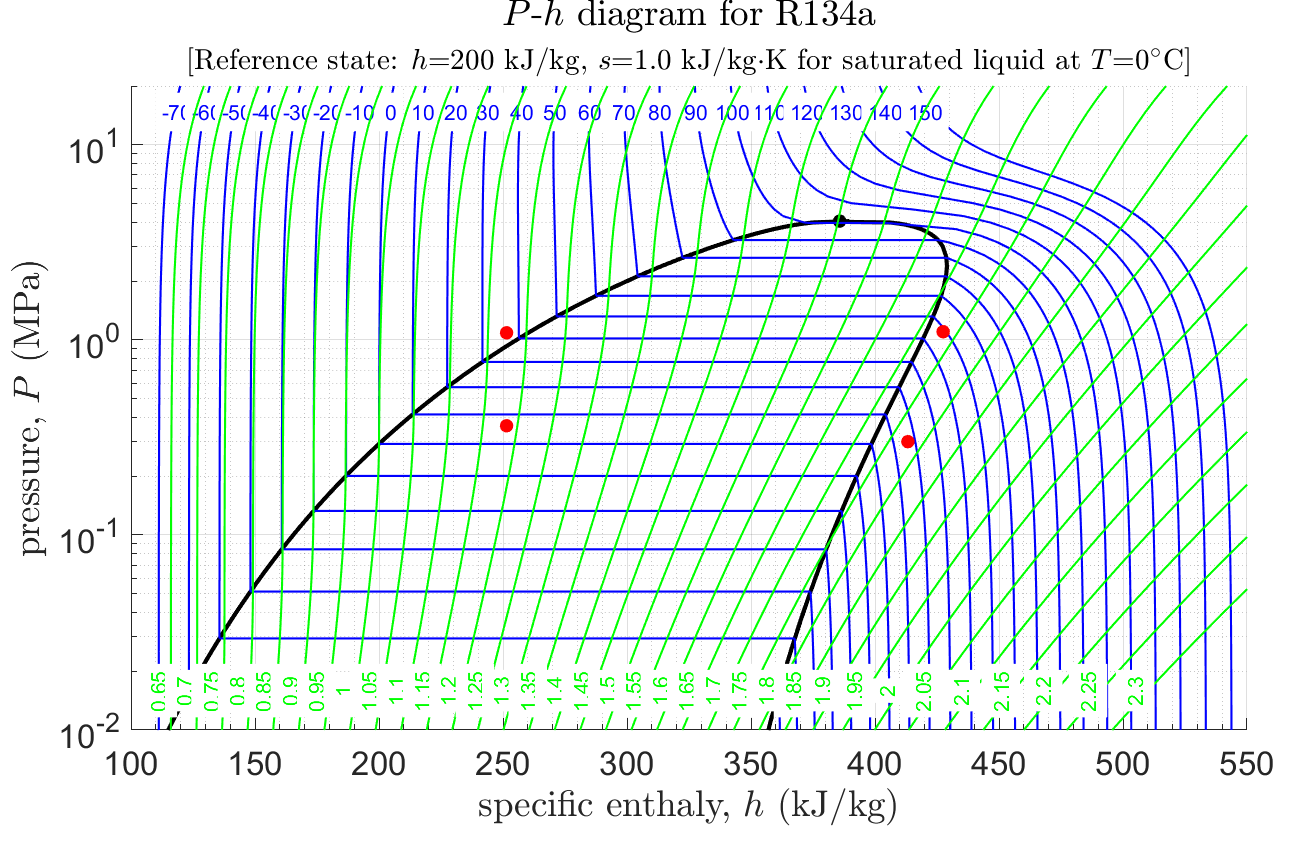 P-h diagram for R134a
[Reference state: h=200 kJ/kg, s=1.0 kJ/kg·K for saturated liquid at T=0°C]
-70 -60 -50 -40 -30 -20 -10 0 10 20 30 40 50 60 70 80 90 100 110 120 130 140 150
10^1
10^0
10^-1
10^-2
pressure, P (MPa)
0.65 0.7 0.75 0.8 0.85 0.9 0.95 1 1.05 1.1 1.15 1.2 1.25 1.3 1.35 1.4 1.45 1.5 1.55 1.6 1.65 1.7 1.75 1.8 1.85 1.9 1.95 2 2.05 2.1 2.15 2.2 2.25 2.3
100 150 200 250 300 350 400 450 500 550
specific enthaly, h (kJ/kg)